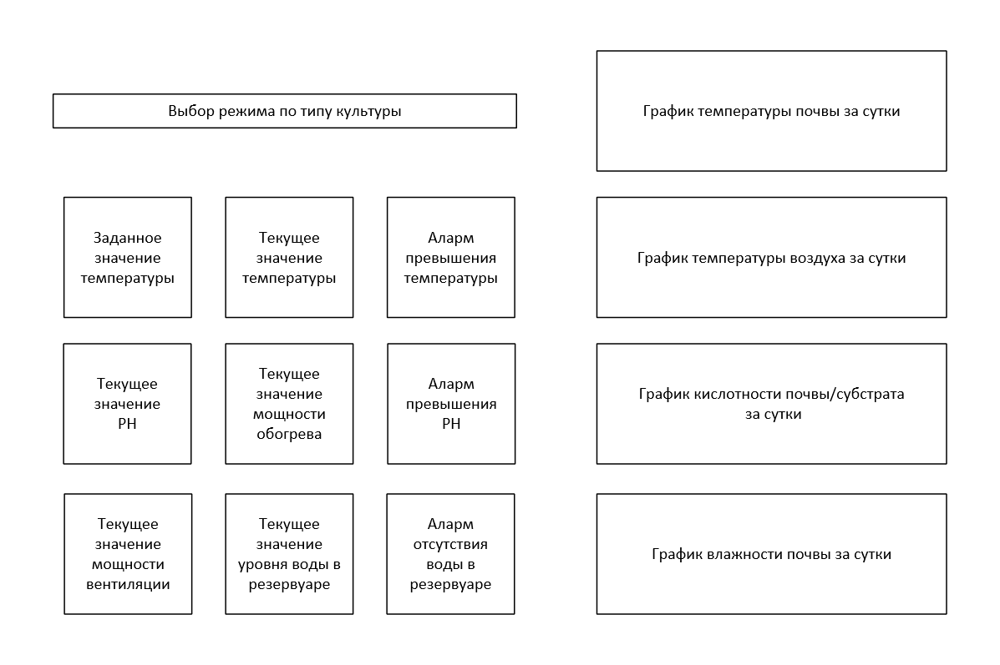 Выбор режима по типу культуры
График температуры почвы за сутки
Заданное
значение
температуры
Текущее
значение
температуры
Аларм
превышения
температуры
График температуры воздуха за сутки
Текущее
значение
PH
Текущее
значение
мощности
обогрева
Аларм
превышения
PH
График кислотности почвы/субстрата
за сутки
Текущее
значение
мощности
вентиляции
Текущее
значение
уровня воды в
резервуаре
Аларм
отсутствия
воды в
резервуаре
График влажности почвы за сутки